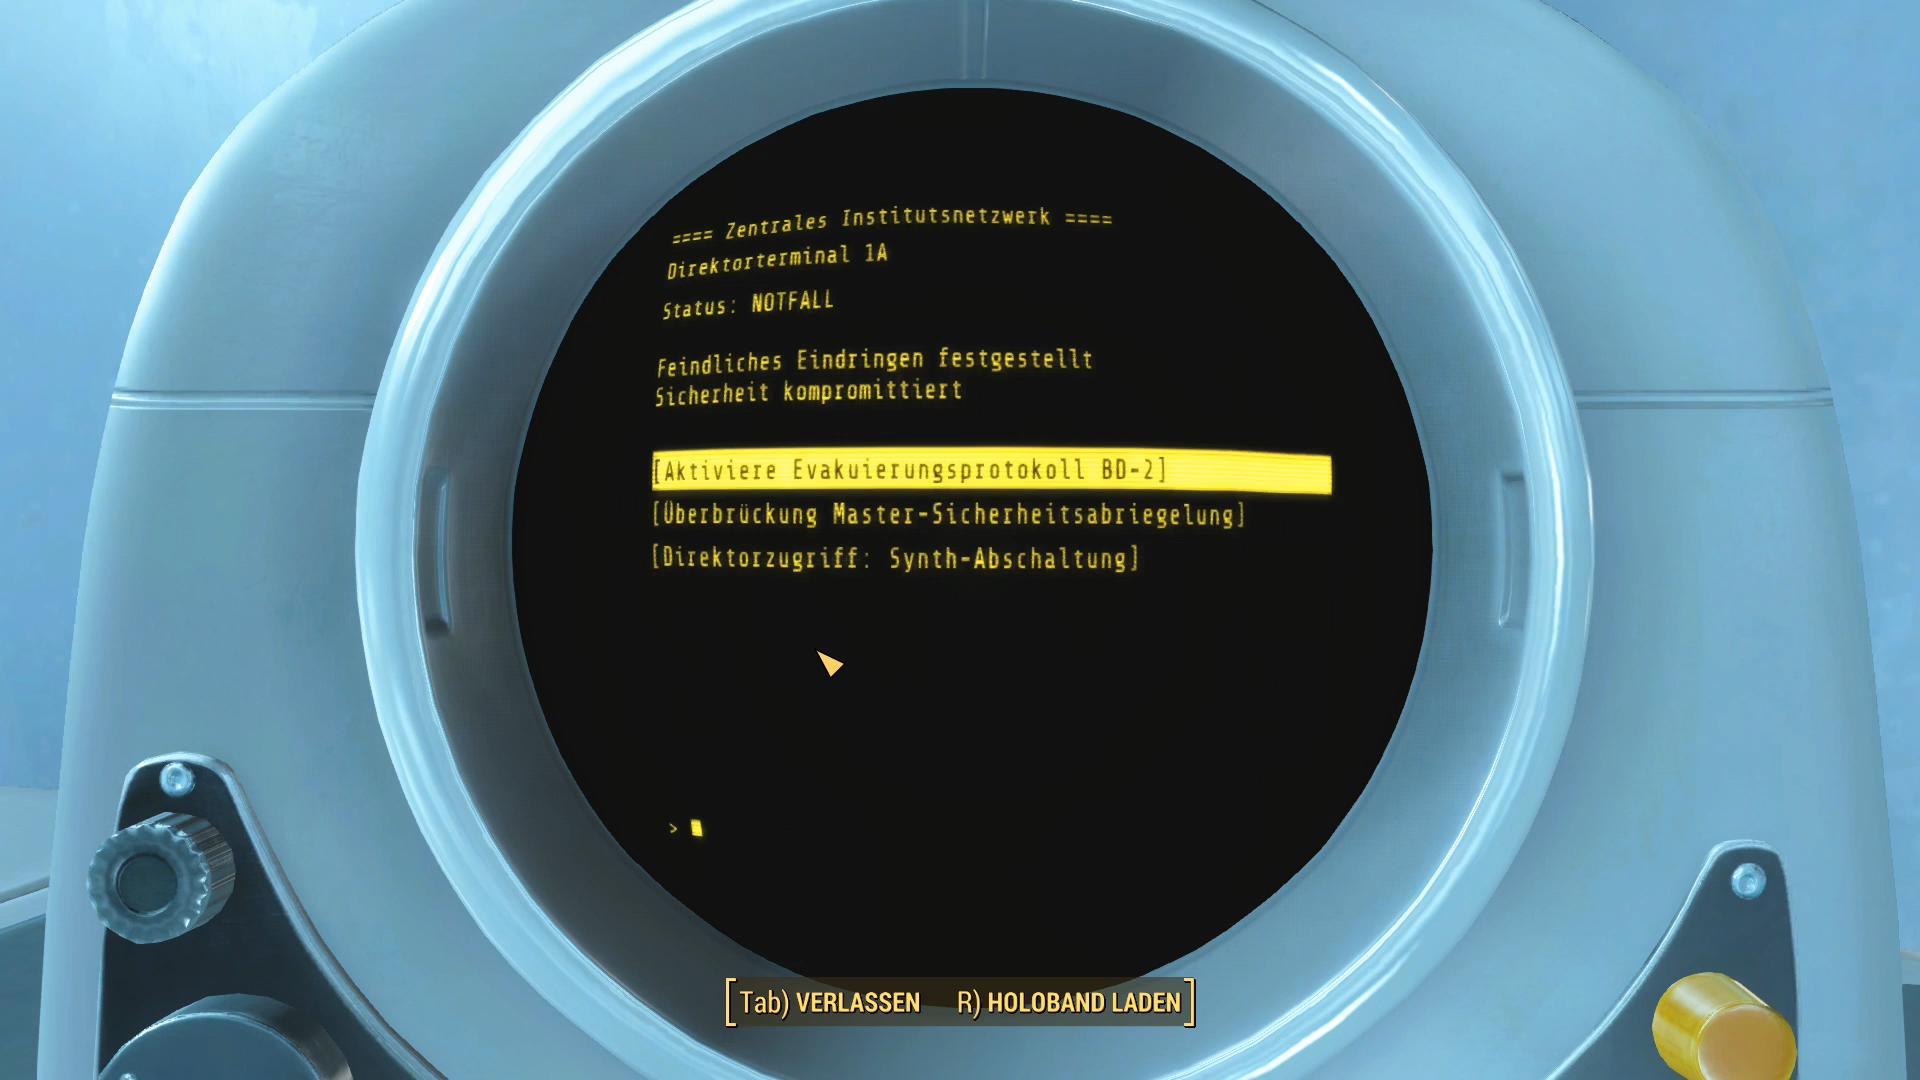 ==== Zentrales Institutsnetzwerk ====
Direktorterminal 1A
Status: NOTFALL
Feindliches Eindringen festgestellt
Sicherheit kompromittiert
[Aktiviere Evakuierungsprotokoll BD-2]
[Überbrückung Master-Sicherheitsabriegelung]
[Direktorzugriff: Synth-Abschaltung]
>
[Tab) VERLASSEN R) HOLOBAND LADEN]